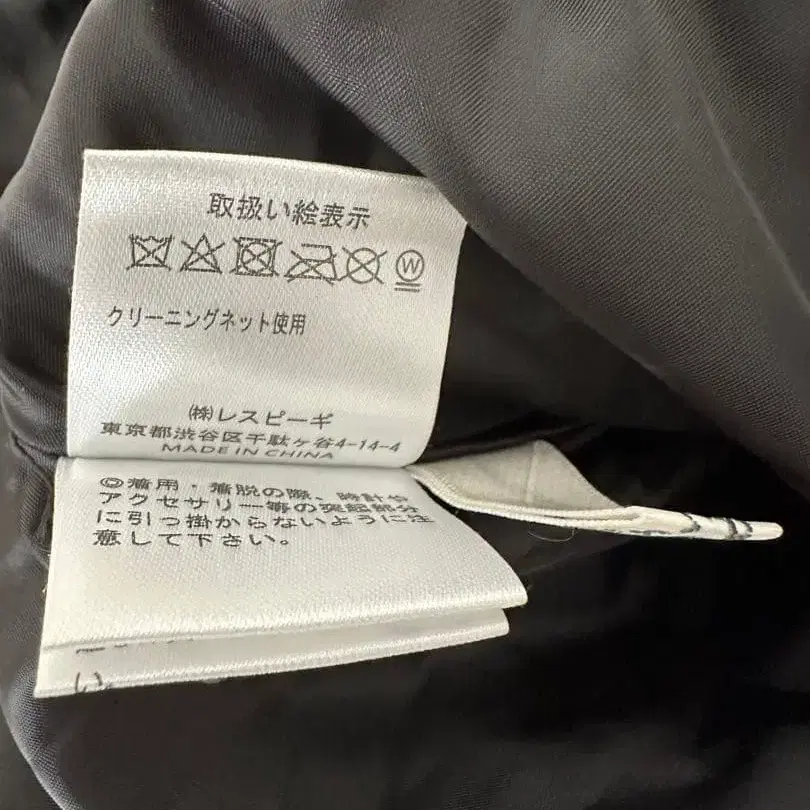 取扱い絵表示
W
クリーニングネット使用
㈱レスピーギ
東京都渋谷区千駄ヶ谷4-14-4
MADE IN CHINA
◎着用・着脱の際、時計や
アクセサリー等の突起部分
に引っ掛からないように注
意して下さい。
い。